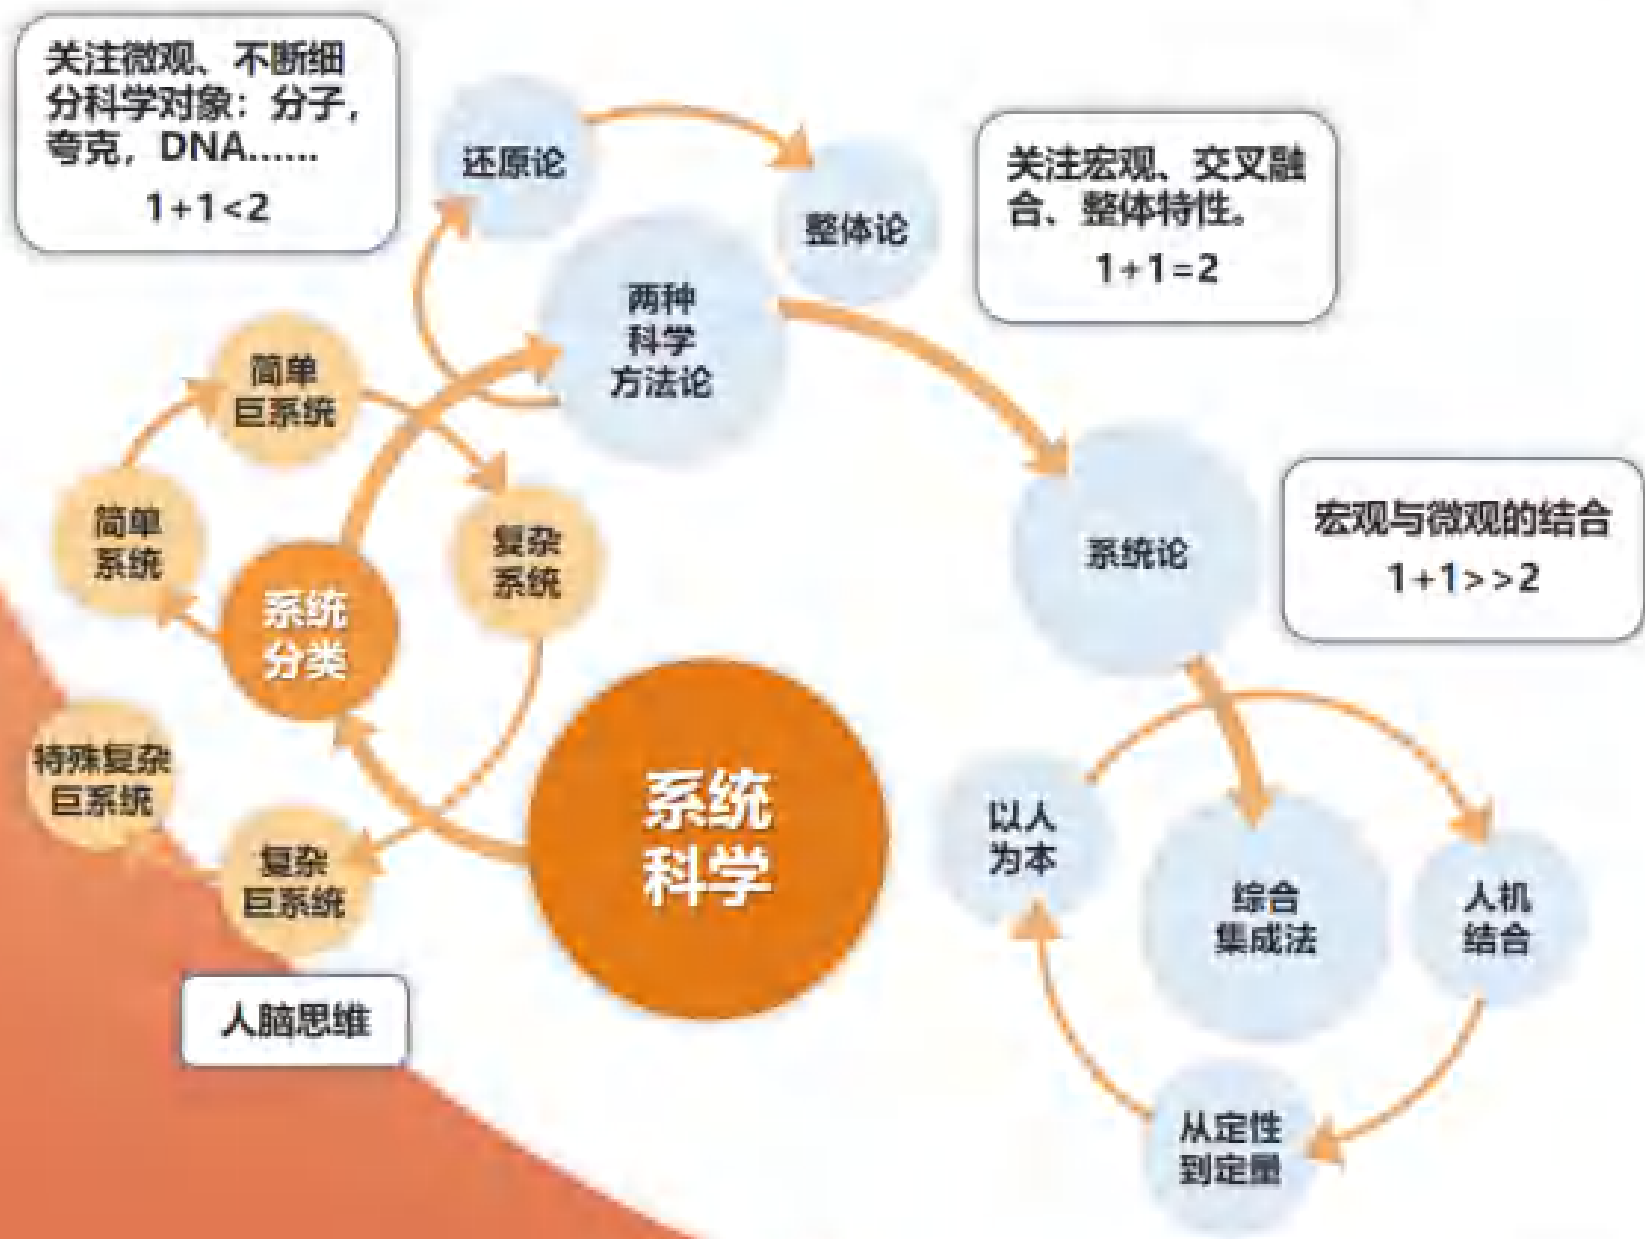 关注微观、不断细
分科学对象：分子，
夸克，DNA……
1+1<2
还原论
整体论
关注宏观、交叉融
合、整体特性。
1+1=2
两种
科学
方法论
简单
巨系统
简单
系统
复杂
系统
系统
分类
系统论
宏观与微观的结合
1+1>>2
特殊复杂
巨系统
复杂
巨系统
系统
科学
人脑思维
以人
为本
综合
集成法
人机
结合
从定性
到定量